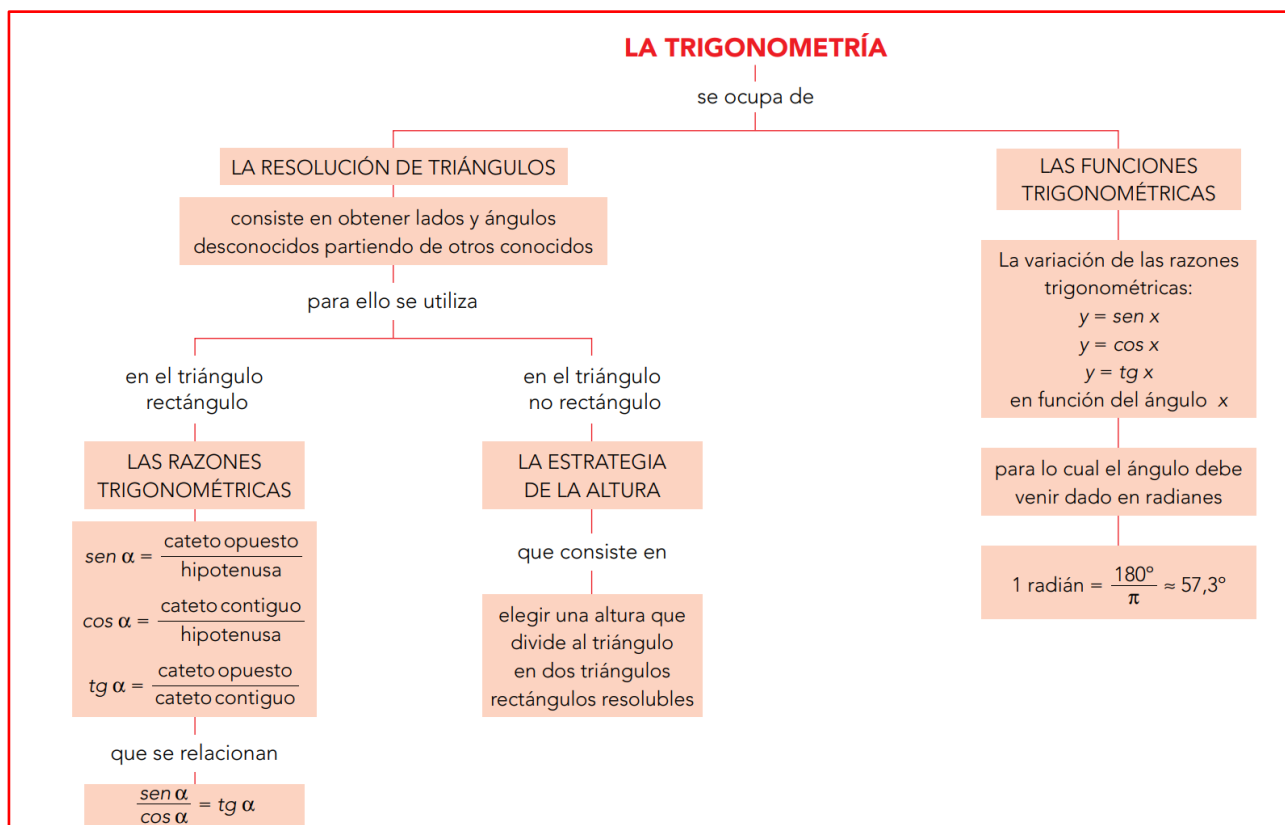 LA TRIGONOMETRÍA
se ocupa de
LA RESOLUCIÓN DE TRIÁNGULOS
consiste en obtener lados y ángulos
desconocidos partiendo de otros conocidos
para ello se utiliza
en el triángulo
rectángulo
LAS RAZONES
TRIGONOMÉTRICAS
sen α = cateto opuesto / hipotenusa
cos α = cateto contiguo / hipotenusa
tg α = cateto opuesto / cateto contiguo
que se relacionan
sen α / cos α = tg α
en el triángulo
no rectángulo
LA ESTRATEGIA
DE LA ALTURA
que consiste en
elegir una altura que
divide al triángulo
en dos triángulos
rectángulos resolubles
LAS FUNCIONES
TRIGONOMÉTRICAS
La variación de las razones
trigonométricas:
y = sen x
y = cos x
y = tg x
en función del ángulo x
para lo cual el ángulo debe
venir dado en radianes
1 radián = 180º / π ≈ 57,3º